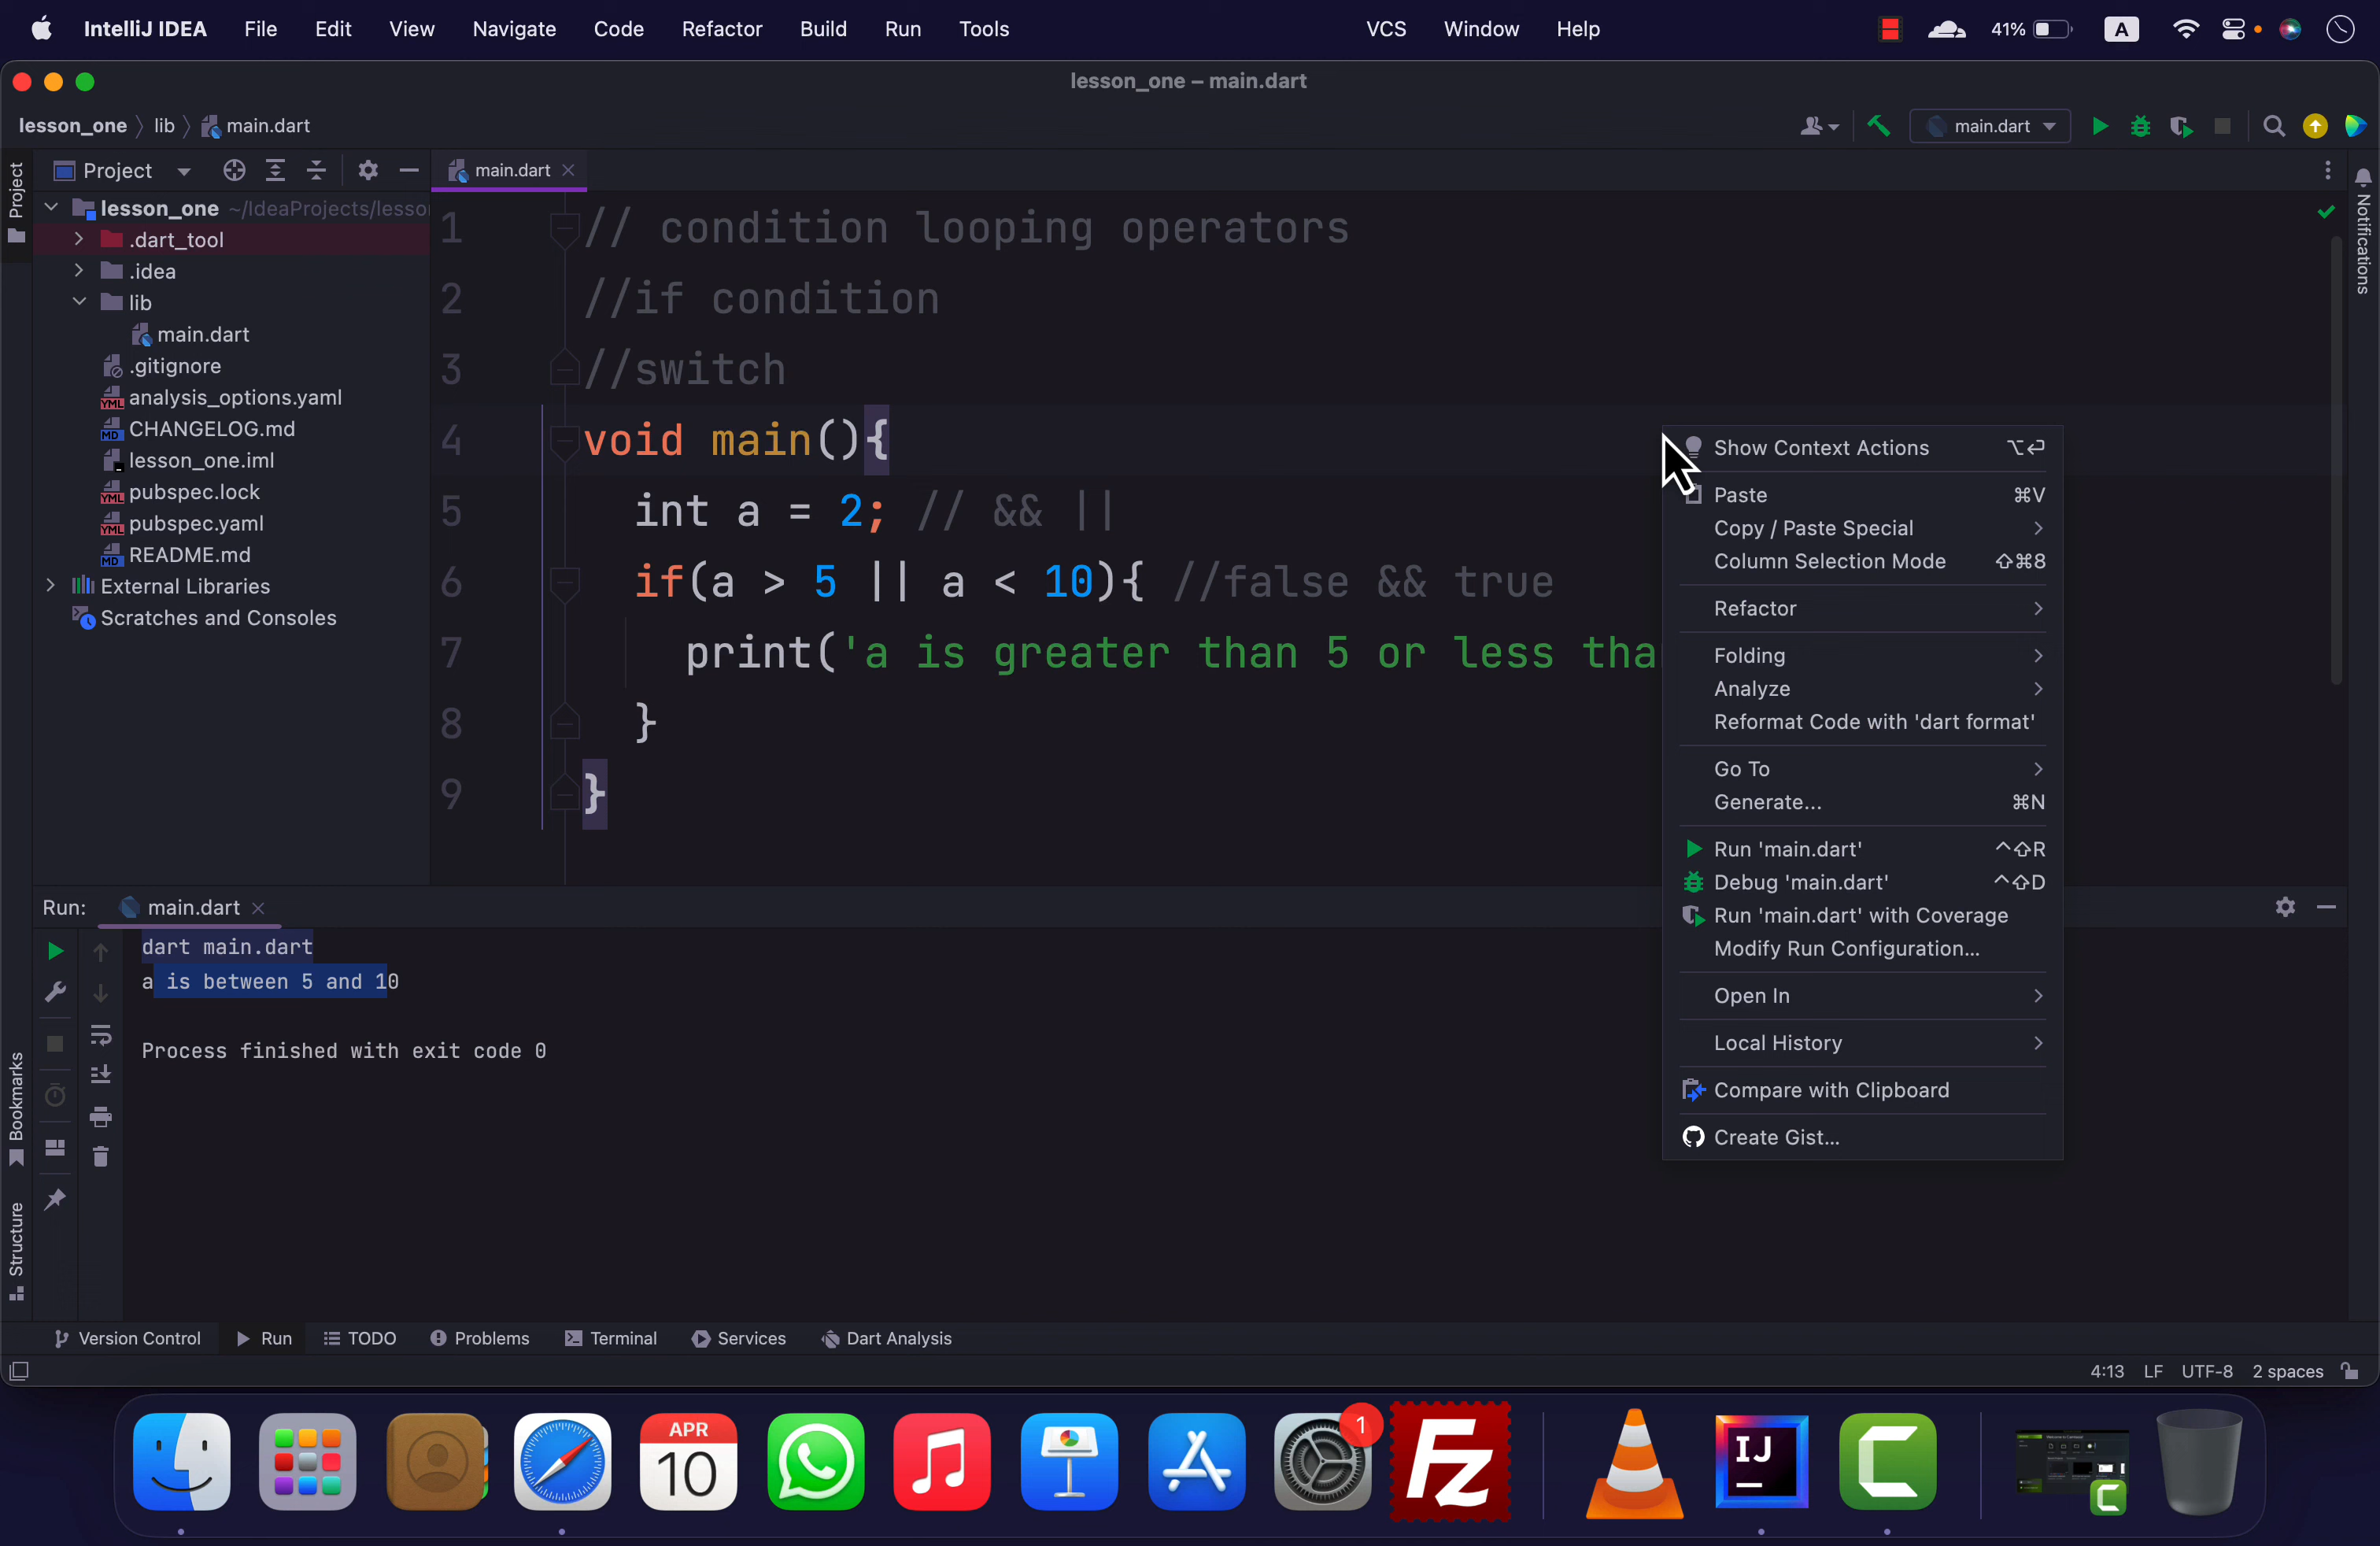 IntelliJ IDEA File Edit View Navigate Code Refactor Build Run Tools VCS Window Help 41% A
lesson_one – main.dart
lesson_one lib main.dart main.dart
Project Project main.dart
Notifications
lesson_one ~/IdeaProjects/lesso
.dart_tool
.idea
lib
main.dart
.gitignore
analysis_options.yaml
CHANGELOG.md
lesson_one.iml
pubspec.lock
pubspec.yaml
README.md
External Libraries
Scratches and Consoles
1 // condition looping operators
2 //if condition
3 //switch
4 void main(){
5 int a = 2; // && ||
6 if(a > 5 || a < 10){ //false && true
7 print('a is greater than 5 or less tha
8 }
9 }
Show Context Actions ⌥⏎
Paste ⌘V
Copy / Paste Special
Column Selection Mode ⇧⌘8
Refactor
Folding
Analyze
Reformat Code with 'dart format'
Go To
Generate... ⌘N
Run 'main.dart' ^⇧R
Debug 'main.dart' ^⇧D
Run 'main.dart' with Coverage
Modify Run Configuration...
Open In
Local History
Compare with Clipboard
Create Gist...
Run: main.dart
dart main.dart
a is between 5 and 10
Process finished with exit code 0
Bookmarks
Structure
Version Control Run TODO Problems Terminal Services Dart Analysis
4:13 LF UTF-8 2 spaces
APR
10
1
Fz
IJ